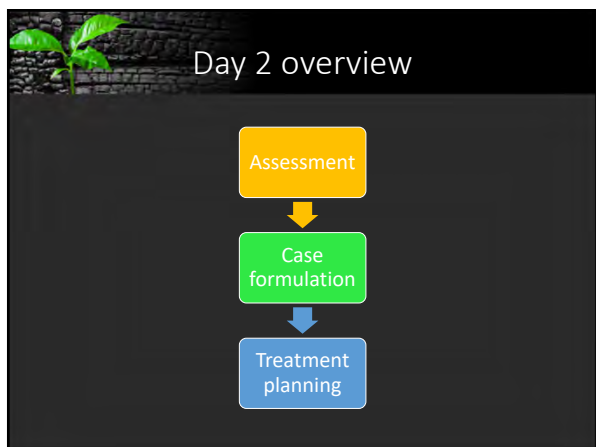 Day 2 overview
Assessment
Case
formulation
Treatment
planning